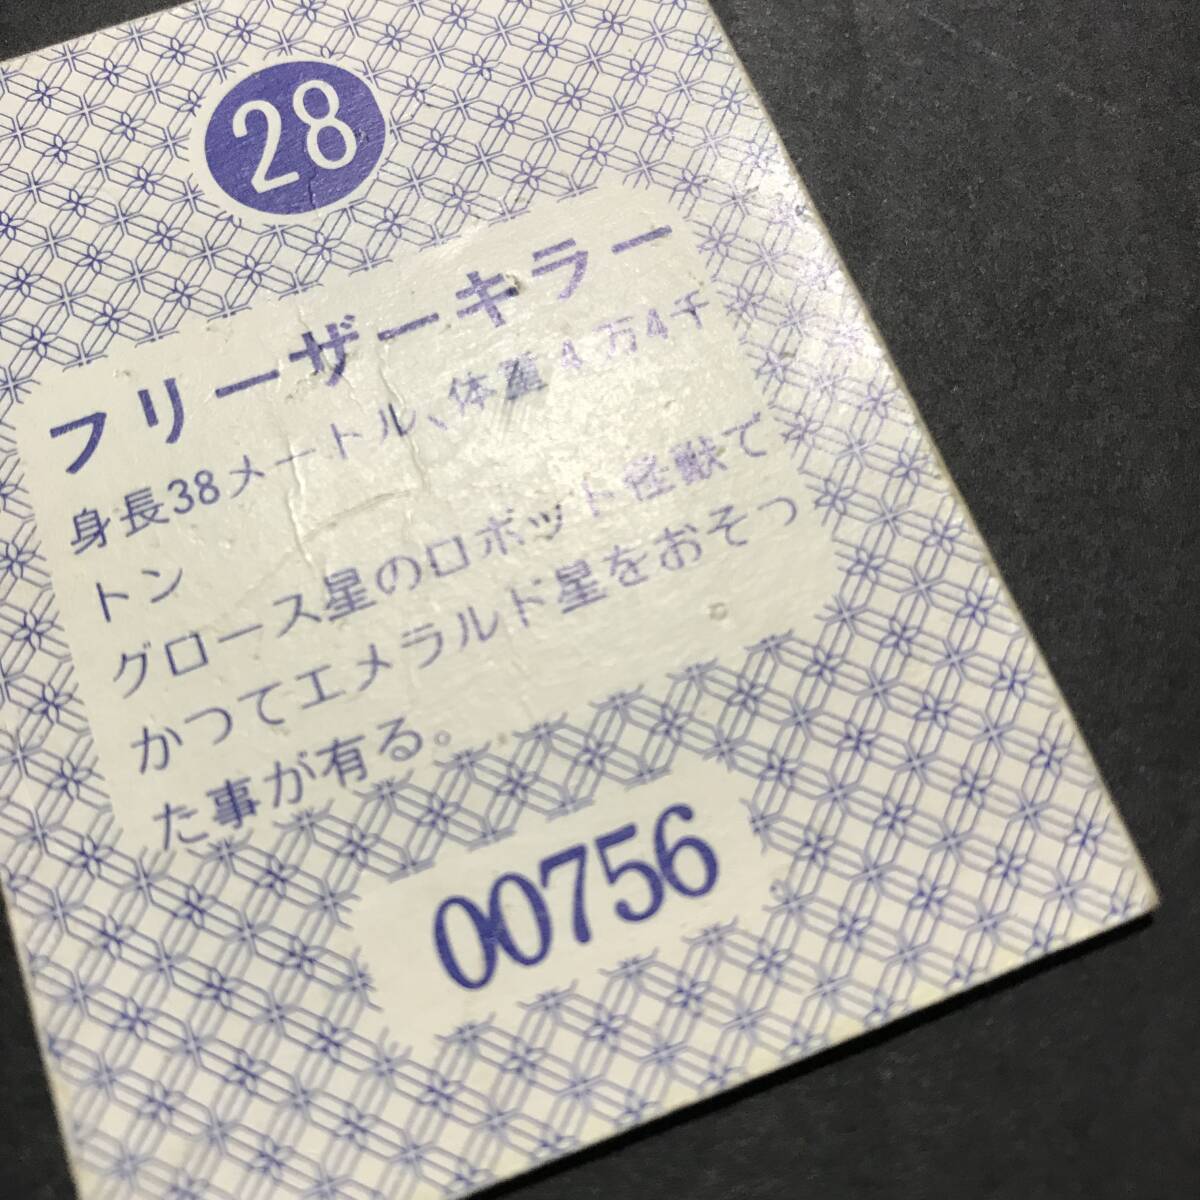 28
フリーザーキラー
身長38メートル、体重4万4千
トン
グロース星のロボット怪獣で
かつてエメラルド星をおそっ
た事が有る。
00756